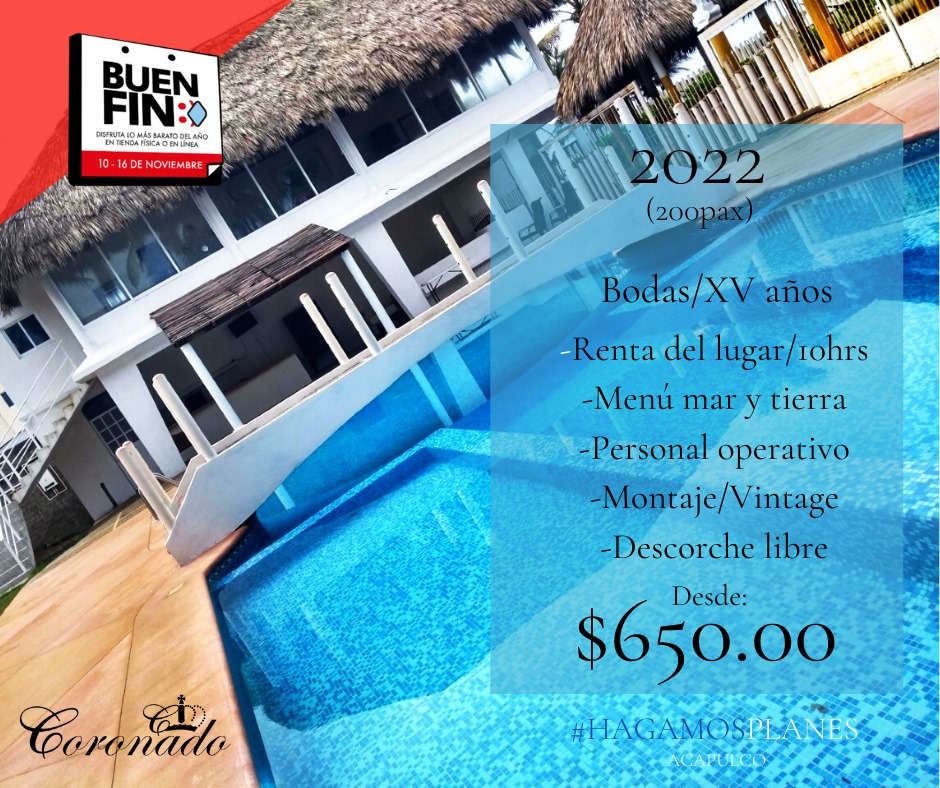 BUEN
FIN
DISFRUTA LO MÁS BARATO DEL AÑO
EN TIENDA FÍSICA O EN LÍNEA
10 - 16 DE NOVIEMBRE
2022
(200pax)
Bodas/XV años
-Renta del lugar/10hrs
-Menú mar y tierra
-Personal operativo
-Montaje/Vintage
-Descorche libre
Desde:
$650.00
Coronado
#HAGAMOSPLANES
ACAPULCO